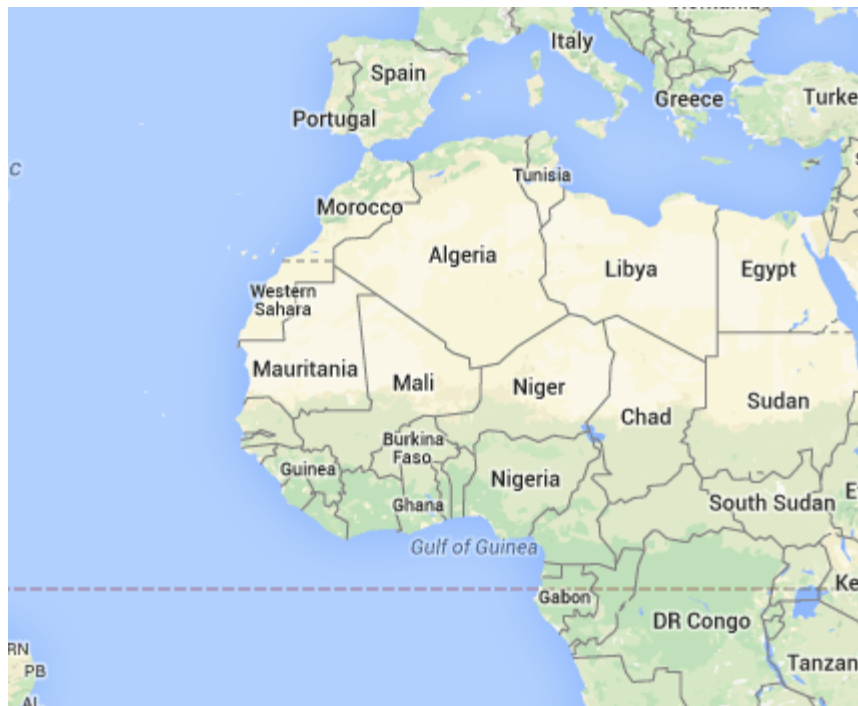 Italy
Spain
Greece
Turke
Portugal
C
Tunisia
Morocco
Algeria
Libya
Egypt
Western
Sahara
Mauritania
Mali
Niger
Chad
Sudan
Burkina
Faso
Guinea
Nigeria
Ghana
South Sudan
Gulf of Guinea
Gabon
Ke
DR Congo
RN
PB
Tanzan